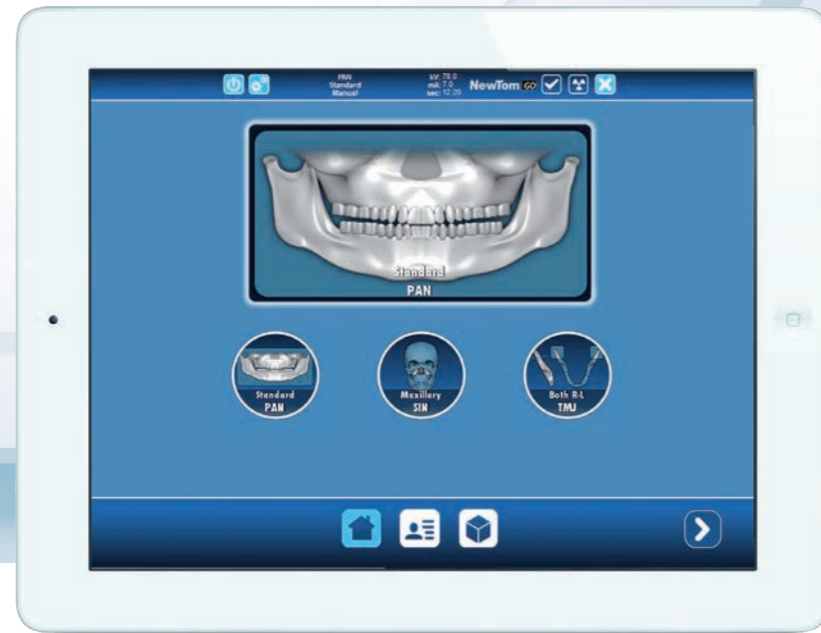 PAN
Standard
Manual
kV: 78.0
mA: 7.0
sec: 12.20
NewTom GO
Standard
PAN
Standard
PAN
Maxillary
SIN
Both R-L
TMJ